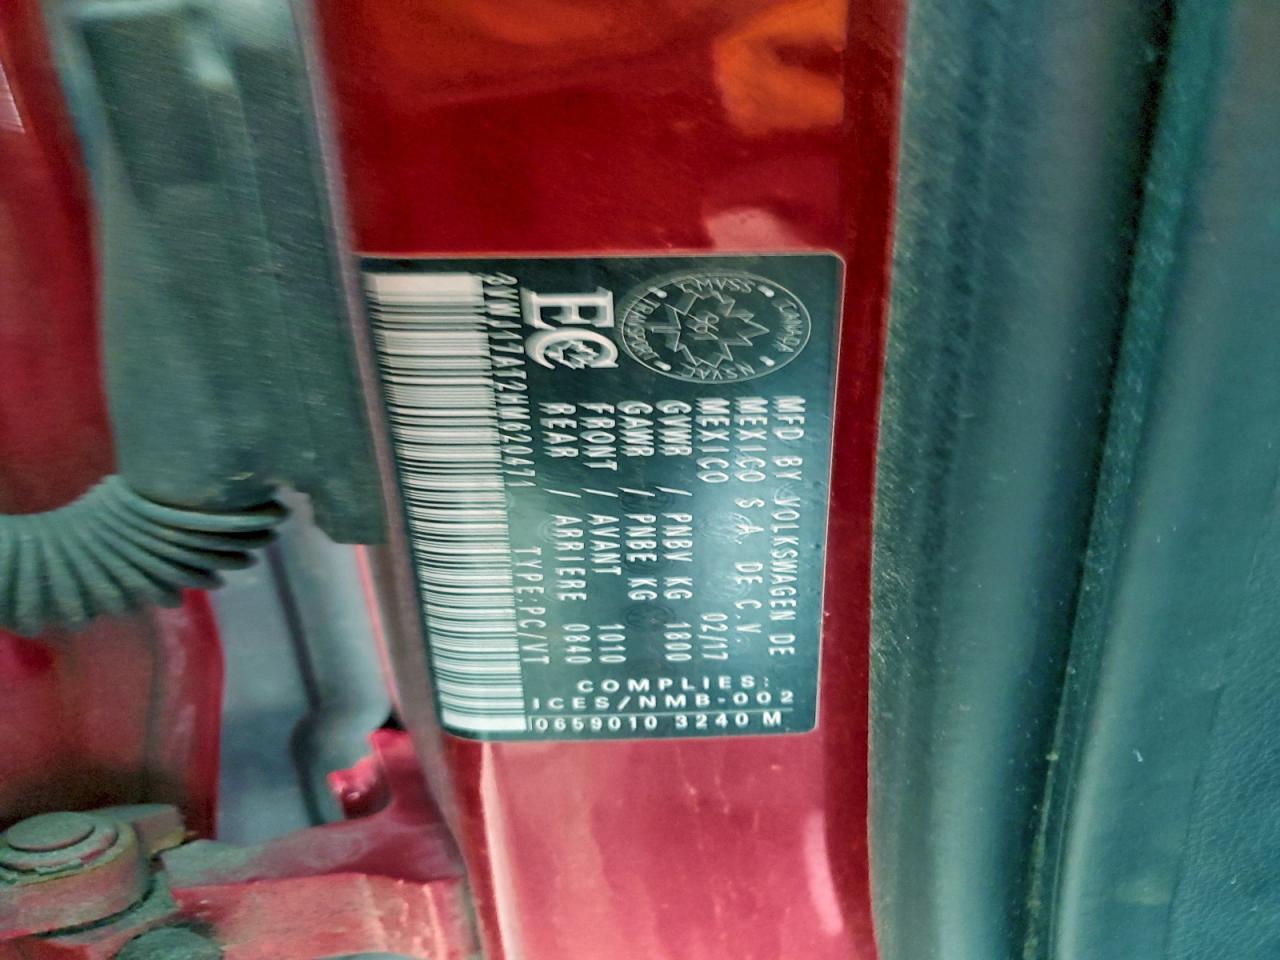 MFD BY VOLKSWAGEN DE
MEXICO S A. DE C.V.
MEXICO 02/17
GVWR / PNBV KG 1800
GAWR / PNBE KG
FRONT / AVANT 1010
REAR / ARRIERE 0840
TYPE:PC/VT
3VWJ17AT2HM620471
EC
CMVSS • CANADA • NSVAC • TRANSPORT
COMPLIES:
ICES/NMB-002
0659010 3240 M